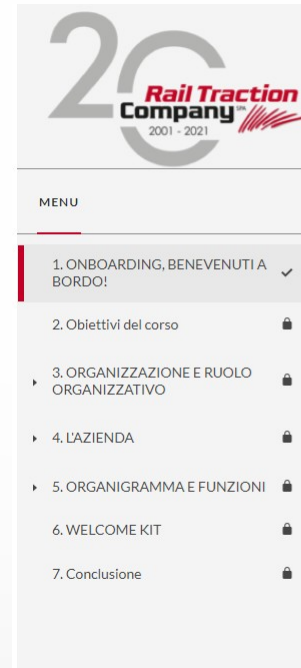 20
Rail Traction
Company SPA
2001 - 2021
MENU
1. ONBOARDING, BENEVENUTI A
BORDO!
2. Obiettivi del corso
3. ORGANIZZAZIONE E RUOLO
ORGANIZZATIVO
4. L'AZIENDA
5. ORGANIGRAMMA E FUNZIONI
6. WELCOME KIT
7. Conclusione